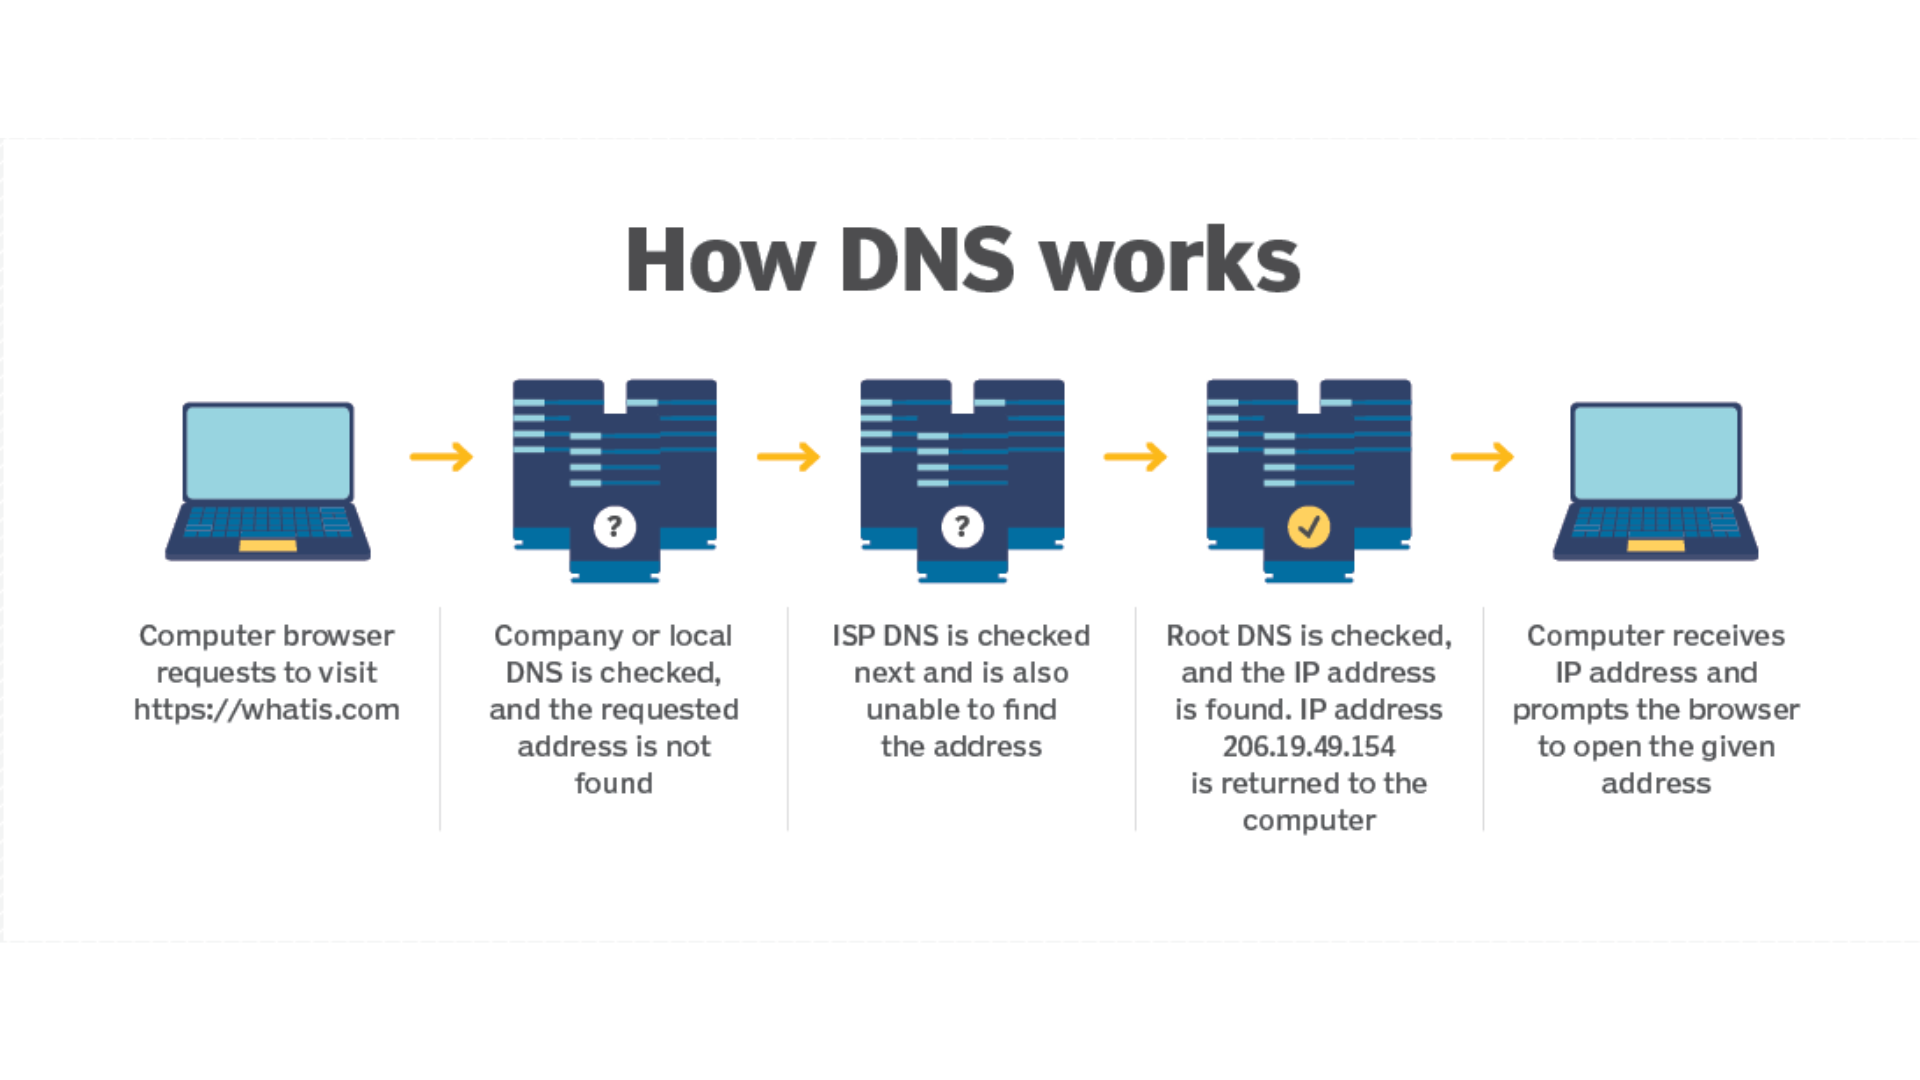 How DNS works
?
?
Computer browser
requests to visit
https://whatis.com
Company or local
DNS is checked,
and the requested
address is not
found
ISP DNS is checked
next and is also
unable to find
the address
Root DNS is checked,
and the IP address
is found. IP address
206.19.49.154
is returned to the
computer
Computer receives
IP address and
prompts the browser
to open the given
address